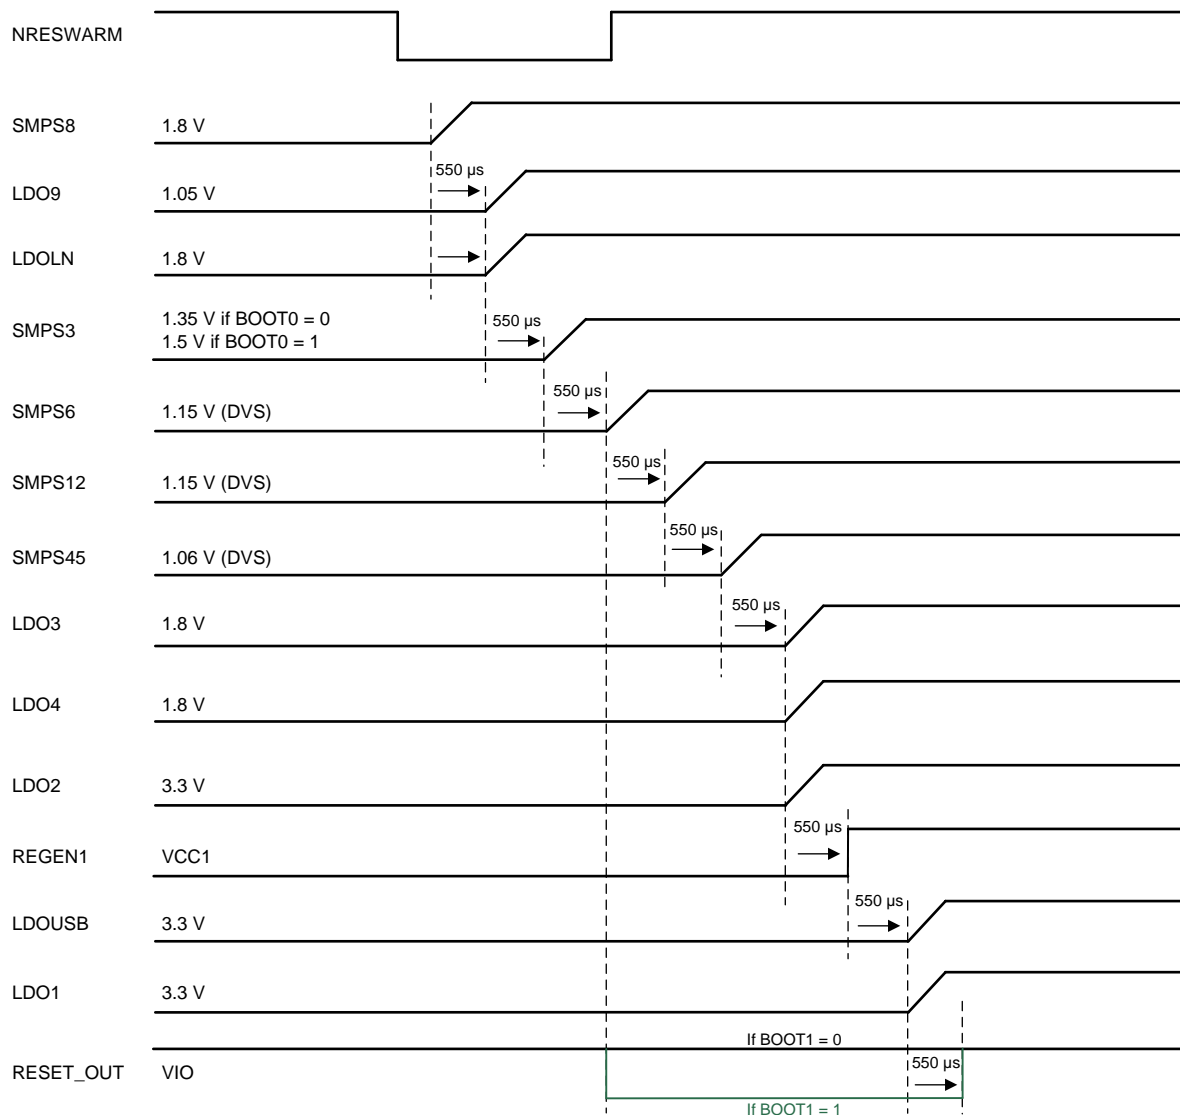 NRESWARM
SMPS8 1.8 V
550 µs
LDO9 1.05 V
LDOLN 1.8 V
1.35 V if BOOT0 = 0
550 µs
SMPS3
1.5 V if BOOT0 = 1
550 µs
SMPS6 1.15 V (DVS)
550 µs
SMPS12 1.15 V (DVS)
550 µs
SMPS45 1.06 V (DVS)
550 µs
LDO3 1.8 V
LDO4 1.8 V
LDO2 3.3 V
550 µs
REGEN1 VCC1
550 µs
LDOUSB 3.3 V
LDO1 3.3 V
If BOOT1 = 0
550 µs
RESET_OUT VIO
If BOOT1 = 1